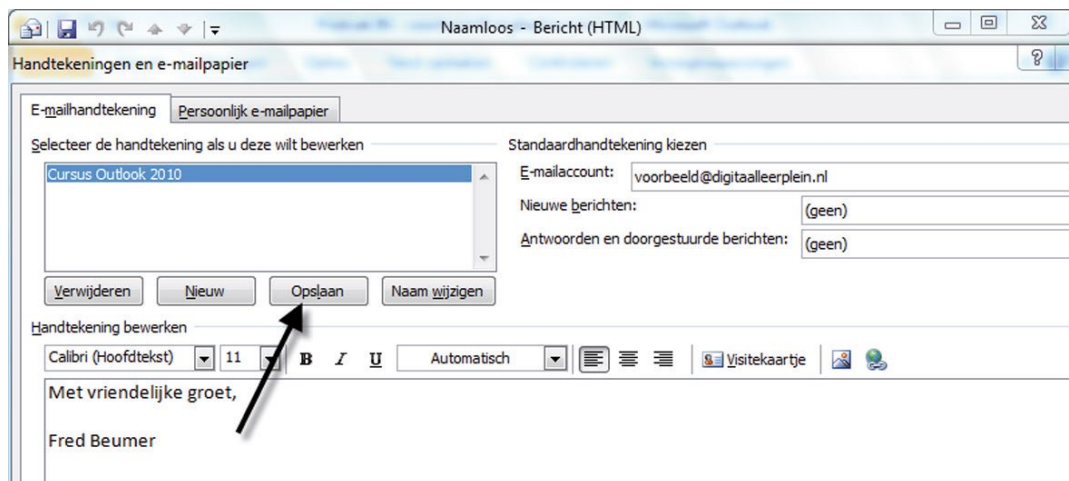 Naamloos - Bericht (HTML)
Handtekeningen en e-mailpapier
E-mailhandtekening
Persoonlijk e-mailpapier
Selecteer de handtekening als u deze wilt bewerken
Standaardhandtekening kiezen
Cursus Outlook 2010
E-mailaccount:
voorbeeld@digitaalleerplein.nl
Nieuwe berichten:
(geen)
Antwoorden en doorgestuurde berichten:
(geen)
Verwijderen
Nieuw
Opslaan
Naam wijzigen
Handtekening bewerken
Calibri (Hoofdtekst)
11
B I U
Automatisch
Visitekaartje
Met vriendelijke groet,
Fred Beumer